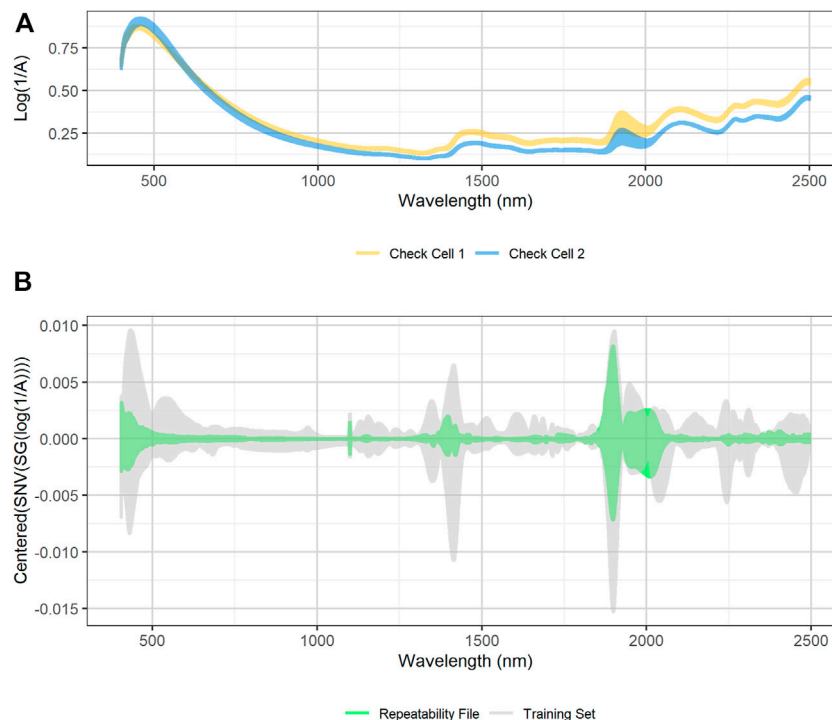 A
Log(1/A)
0.75
0.50
0.25
500
1000
1500
2000
2500
Wavelength (nm)
Check Cell 1
Check Cell 2
B
Centered(SNV(SG(log(1/A))))
0.010
0.005
0.000
-0.005
-0.010
-0.015
500
1000
1500
2000
2500
Wavelength (nm)
Repeatability File
Training Set